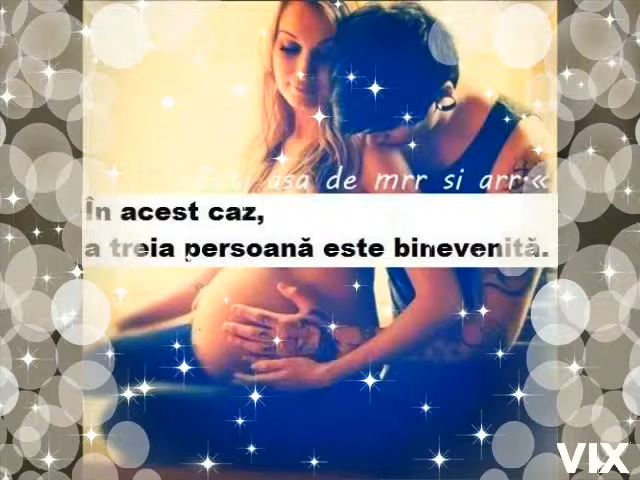 asa de mrr si arr:«
În acest caz,
a treia persoană este binevenită.
VIX